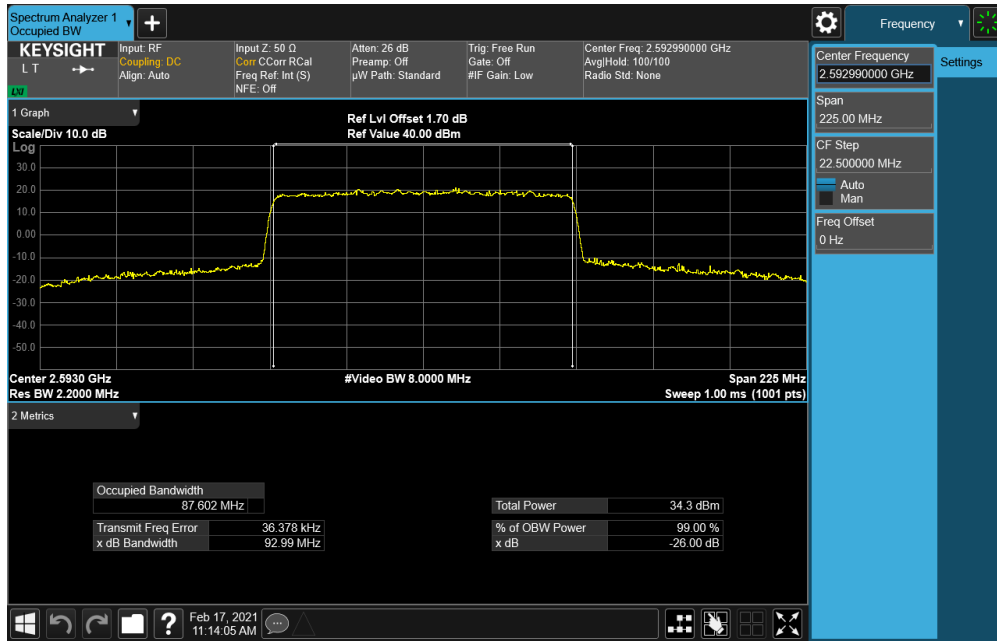 Spectrum Analyzer 1
Occupied BW
Frequency
KEYSIGHT
L T
LXI
Input: RF
Coupling: DC
Align: Auto
Input Z: 50 Ω
Corr CCorr RCal
Freq Ref: Int (S)
NFE: Off
Atten: 26 dB
Preamp: Off
µW Path: Standard
Trig: Free Run
Gate: Off
#IF Gain: Low
Center Freq: 2.592990000 GHz
Avg|Hold: 100/100
Radio Std: None
Center Frequency
2.592990000 GHz
Settings
Span
225.00 MHz
CF Step
22.500000 MHz
Auto
Man
Freq Offset
0 Hz
1 Graph
Scale/Div 10.0 dB
Ref Lvl Offset 1.70 dB
Ref Value 40.00 dBm
Log
30.0
20.0
10.0
0.00
-10.0
-20.0
-30.0
-40.0
-50.0
Center 2.5930 GHz
Res BW 2.2000 MHz
#Video BW 8.0000 MHz
Span 225 MHz
Sweep 1.00 ms (1001 pts)
2 Metrics
Occupied Bandwidth
87.602 MHz
Transmit Freq Error 36.378 kHz
x dB Bandwidth 92.99 MHz
Total Power 34.3 dBm
% of OBW Power 99.00 %
x dB -26.00 dB
Feb 17, 2021
11:14:05 AM